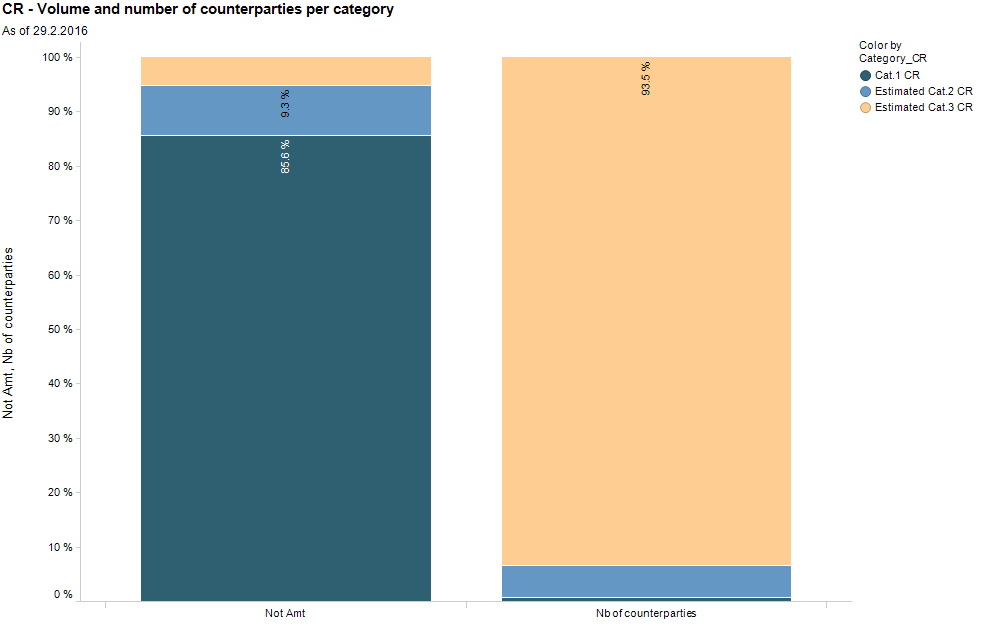 CR - Volume and number of counterparties per category
As of 29.2.2016
Color by
Category_CR
Cat.1 CR
Estimated Cat.2 CR
Estimated Cat.3 CR
Not Amt, Nb of counterparties
100 %
90 %
80 %
70 %
60 %
50 %
40 %
30 %
20 %
10 %
0 %
9.3 %
85.6 %
93.5 %
Not Amt
Nb of counterparties